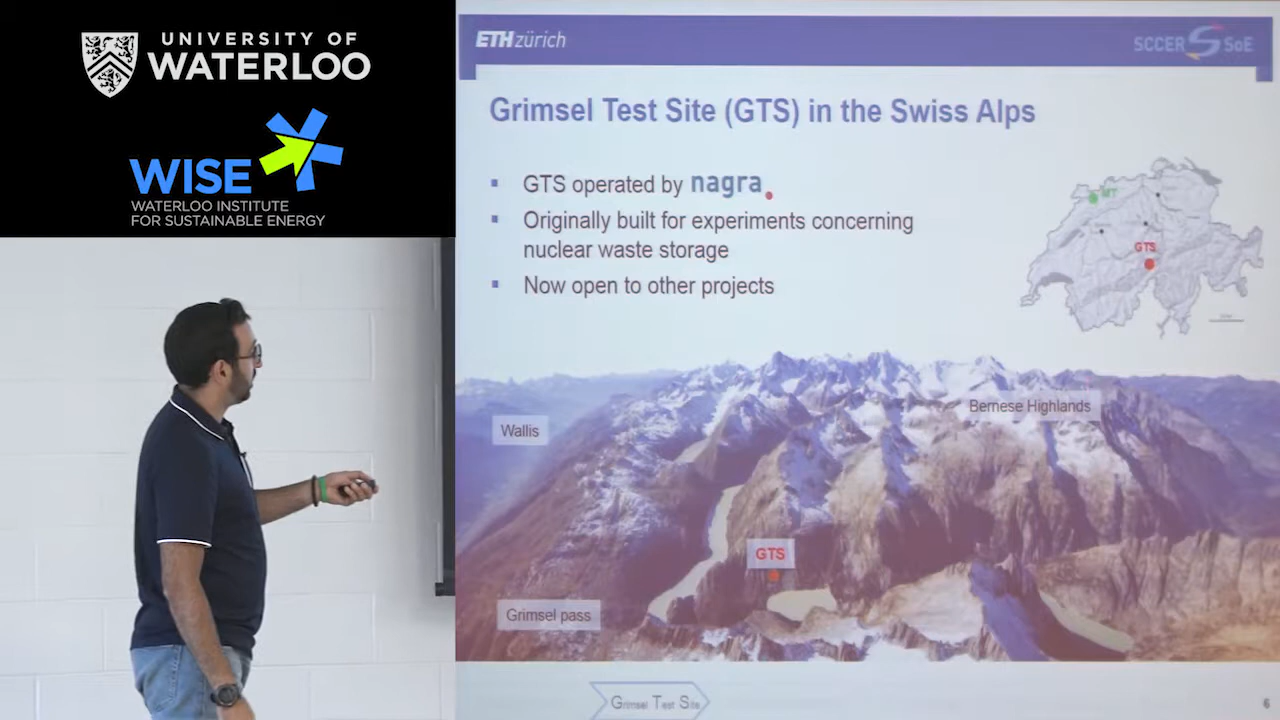 UNIVERSITY OF
WATERLOO
WISE
WATERLOO INSTITUTE
FOR SUSTAINABLE ENERGY
ETH zürich
SCCER SoE
Grimsel Test Site (GTS) in the Swiss Alps
▪ GTS operated by nagra.
▪ Originally built for experiments concerning
nuclear waste storage
▪ Now open to other projects
MT
GTS
Bernese Highlands
Wallis
GTS
Grimsel pass
Grimsel Test Site
6